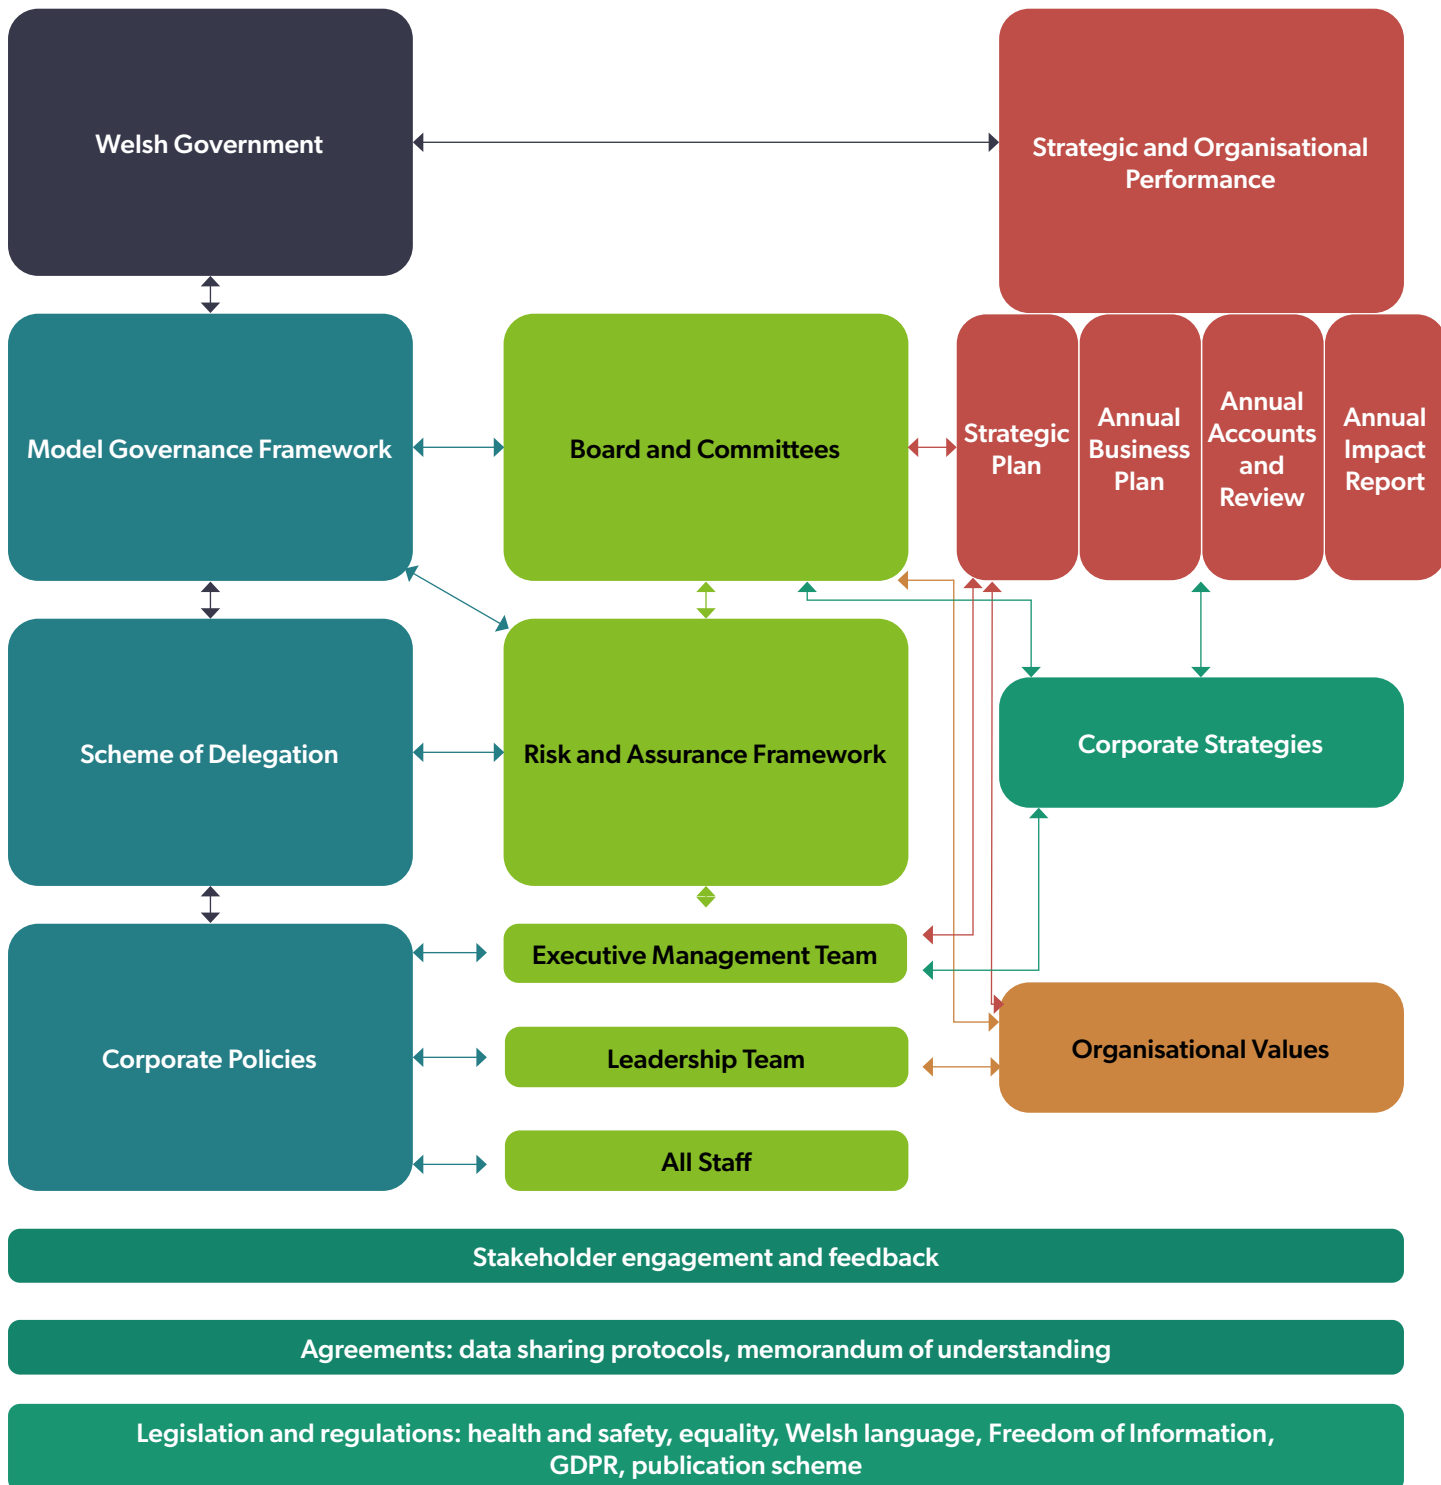 Welsh Government
Strategic and Organisational
Performance
Model Governance Framework
Board and Committees
Strategic
Plan
Annual
Business
Plan
Annual
Accounts
and
Review
Annual
Impact
Report
Scheme of Delegation
Risk and Assurance Framework
Corporate Strategies
Corporate Policies
Executive Management Team
Leadership Team
All Staff
Organisational Values
Stakeholder engagement and feedback
Agreements: data sharing protocols, memorandum of understanding
Legislation and regulations: health and safety, equality, Welsh language, Freedom of Information,
GDPR, publication scheme